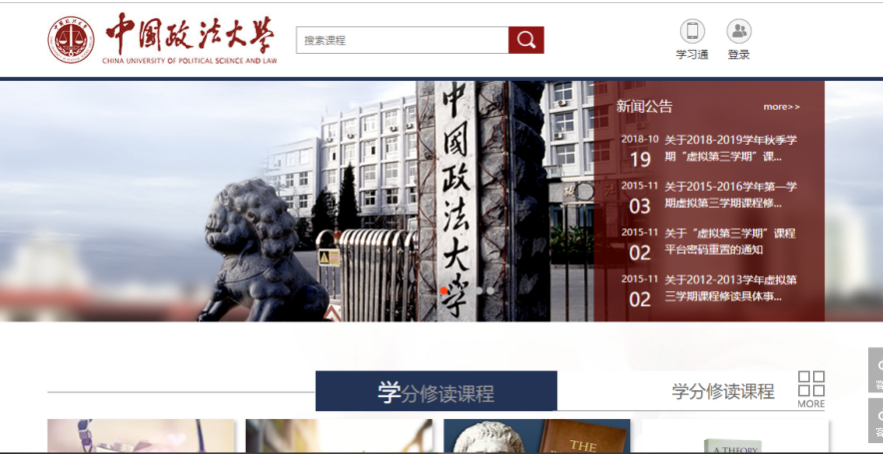 中國政法大學
CHINA UNIVERSITY OF POLITICAL SCIENCE AND LAW
搜索课程
学习通
登录
中國政法大學
新闻公告
more>>
2018-10
19
关于2018-2019学年秋季学
期“虚拟第三学期”课...
2015-11
03
关于2015-2016学年第一学
期虚拟第三学期课程修...
2015-11
02
关于“虚拟第三学期”课程
平台密码重置的通知
2015-11
02
关于2012-2013学年虚拟第
三学期课程修读具体事...
学分修读课程
学分修读课程
MORE
THE
A THEORY